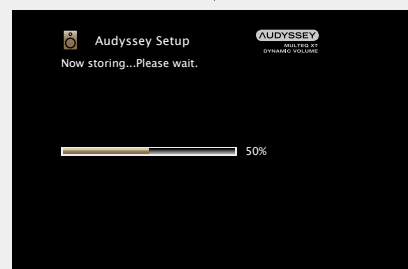 Audyssey Setup
AUDYSSEY
MULTEQ XT
DYNAMIC VOLUME
Now storing...Please wait.
50%